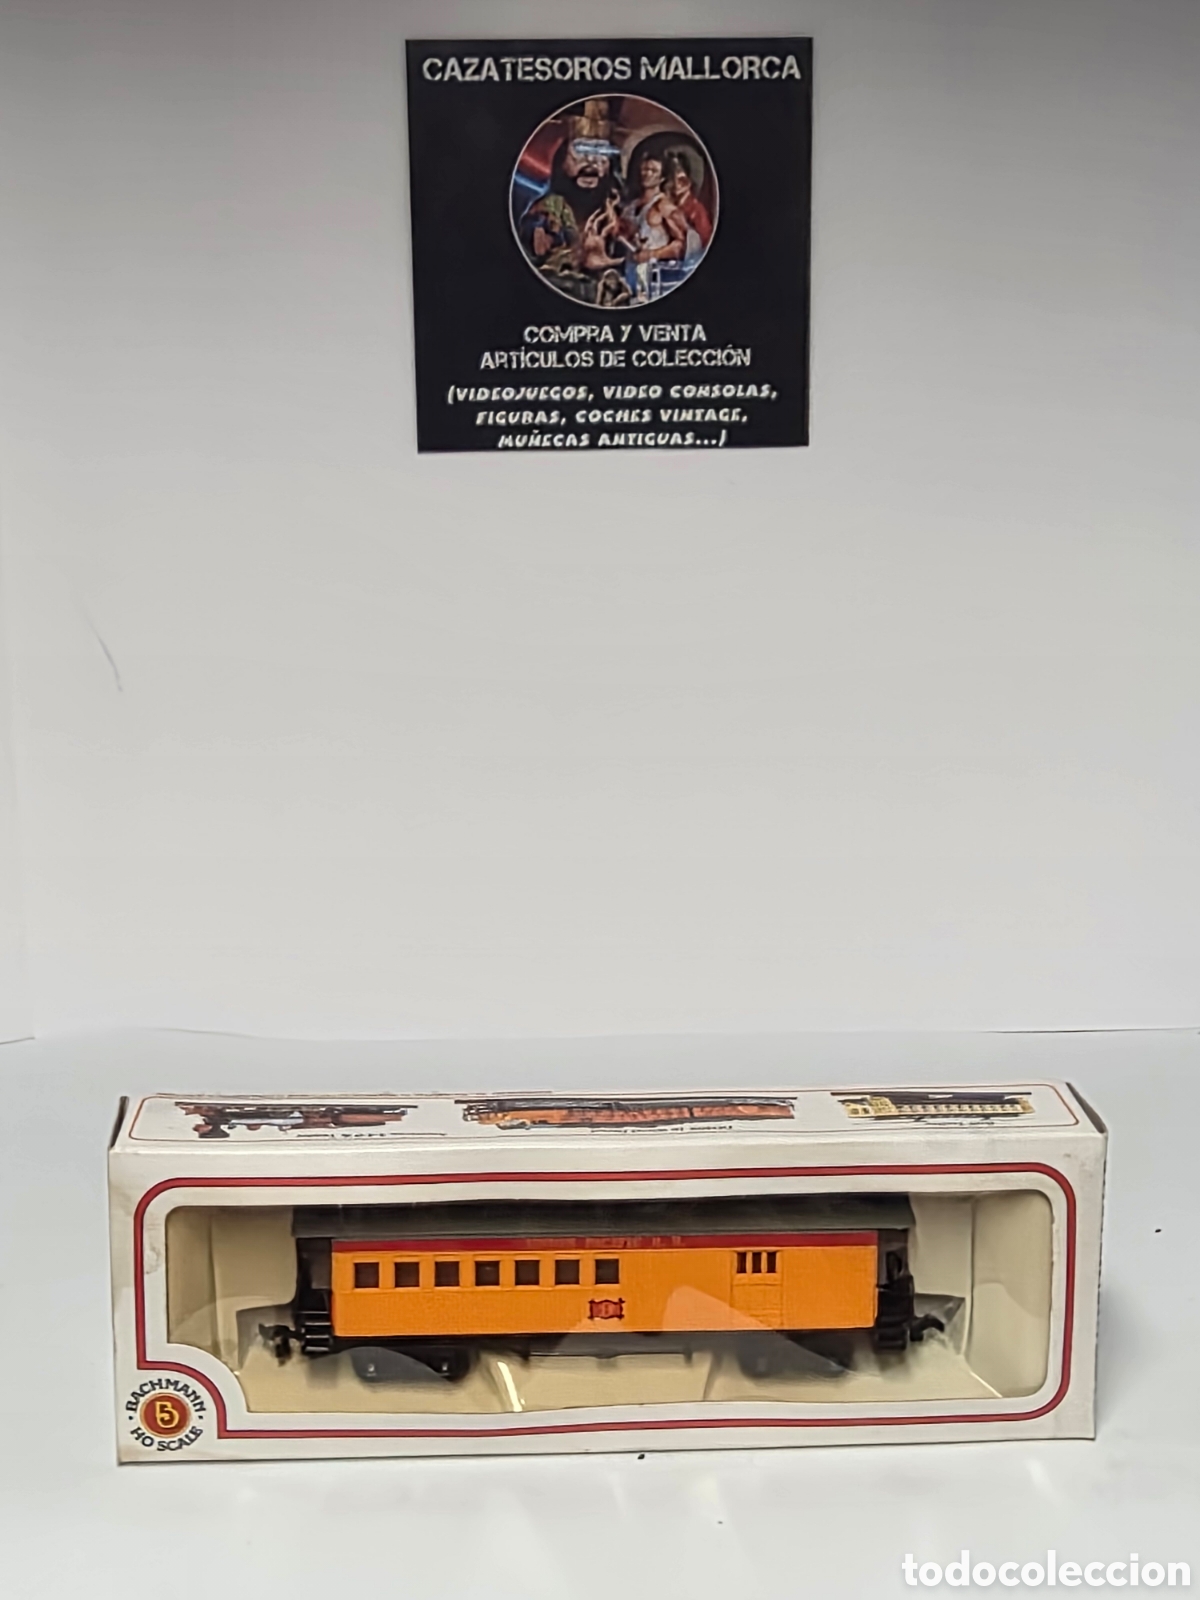 CAZATESOROS MALLORCA
COMPRA Y VENTA
ARTÍCULOS DE COLECCIÓN
(VIDEOJUEGOS, VIDEO CONSOLAS,
FIGURAS, COCHES VINTAGE,
MUÑECAS ANTIGUAS...)
PACIFIC R. R.
BACHMANN
B
HO SCALE
todocoleccion